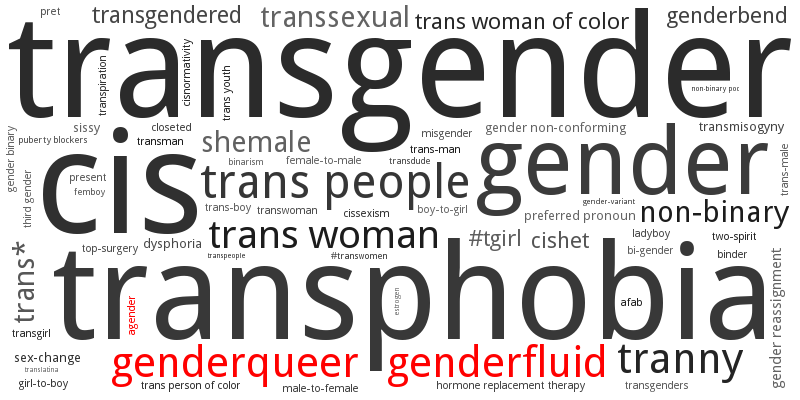 pret
transgendered
transsexual
trans woman of color
genderbend
transgender
transpiration
cisnormativity
trans youth
non-binary poc
gender binary
sissy
closeted
puberty blockers
transman
shemale
misgender
trans-man
gender non-conforming
transmisogyny
binarism
female-to-male
transdude
cis
gender
trans-male
third gender
present
femboy
trans people
gender-variant
trans-boy
transwoman
cissexism
boy-to-girl
preferred pronoun
non-binary
trans woman
#tgirl
cishet
ladyboy
two-spirit
trans*
top-surgery
dysphoria
transpeople
#transwomen
bi-gender
binder
transphobia
agender
estrogen
afab
gender reassignment
transgirl
sex-change
translatina
girl-to-boy
genderqueer
genderfluid
tranny
trans person of color
male-to-female
hormone replacement therapy
transgenders